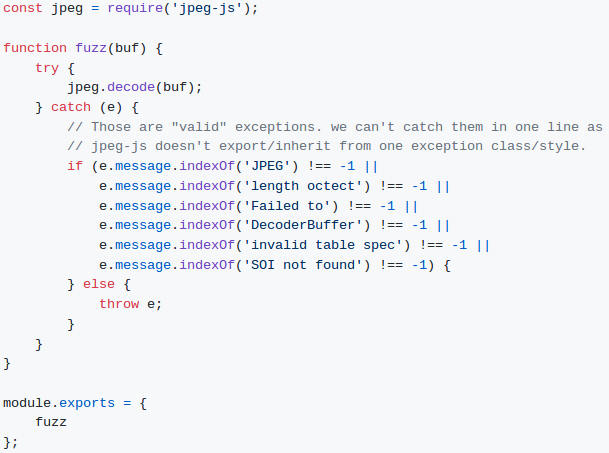 const jpeg = require('jpeg-js');

function fuzz(buf) {
    try {
        jpeg.decode(buf);
    } catch (e) {
        // Those are "valid" exceptions. we can't catch them in one line as
        // jpeg-js doesn't export/inherit from one exception class/style.
        if (e.message.indexOf('JPEG') !== -1 ||
            e.message.indexOf('length octect') !== -1 ||
            e.message.indexOf('Failed to') !== -1 ||
            e.message.indexOf('DecoderBuffer') !== -1 ||
            e.message.indexOf('invalid table spec') !== -1 ||
            e.message.indexOf('SOI not found') !== -1) {
        } else {
            throw e;
        }
    }
}

module.exports = {
    fuzz
};